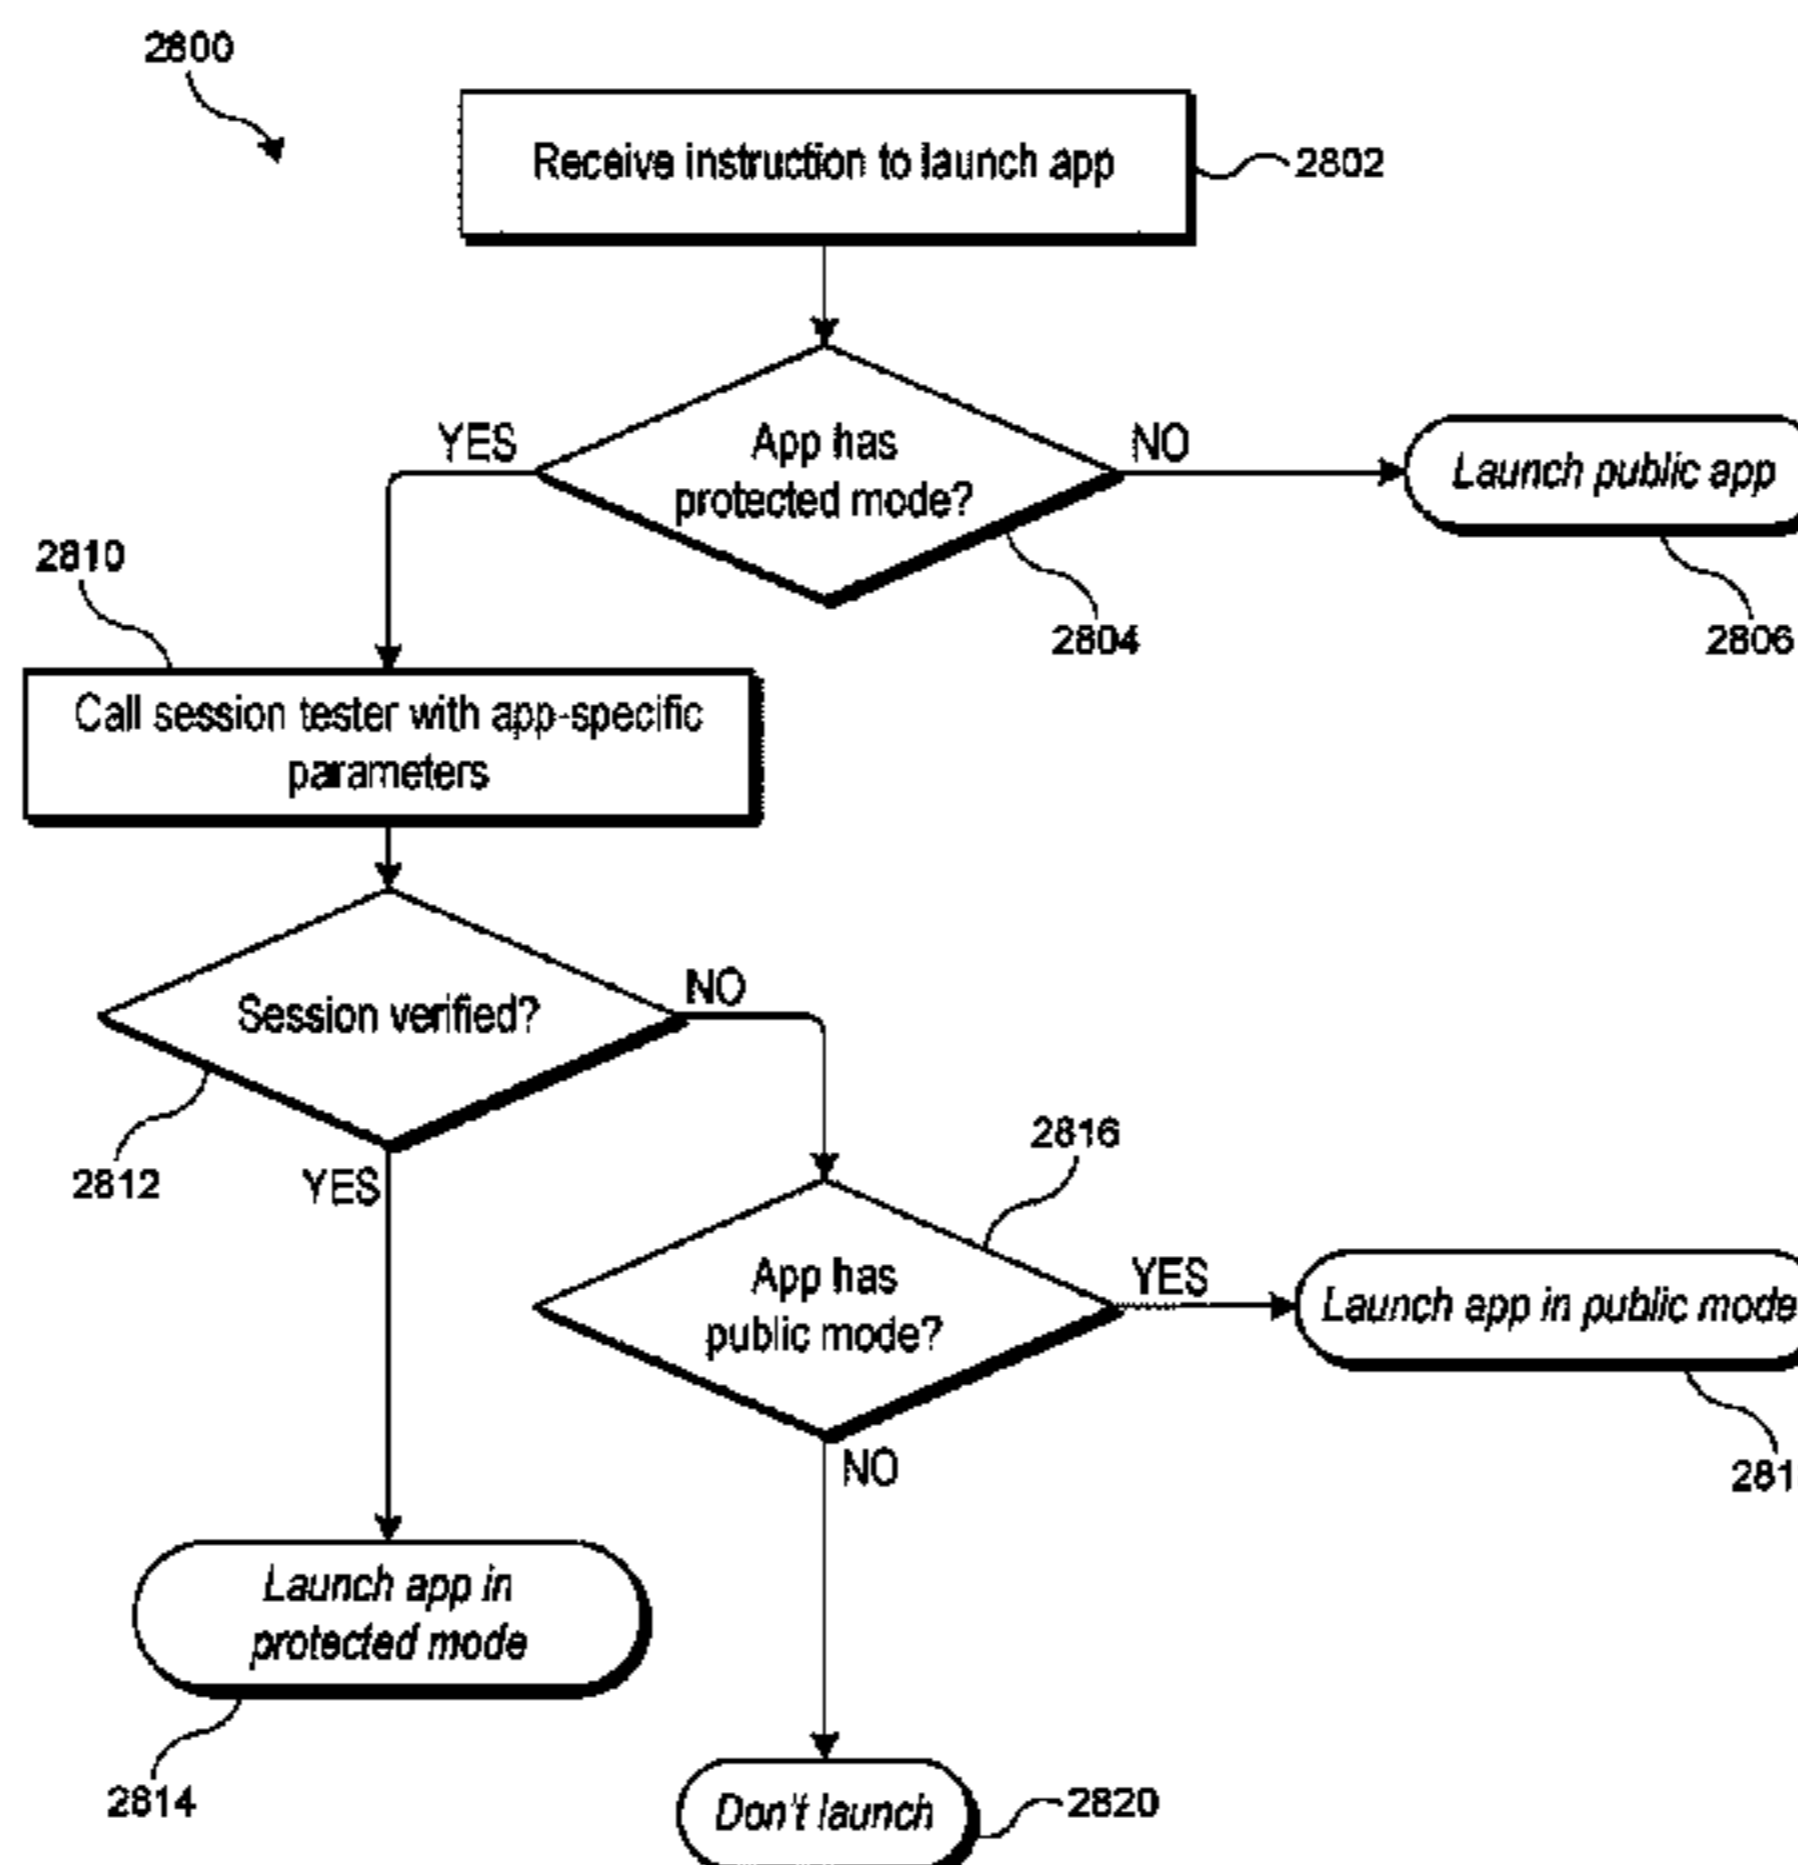 2800
Receive instruction to launch app
2802
YES
App has
protected mode?
NO
Launch public app
2804
2806
2810
Call session tester with app-specific
parameters
Session verified?
NO
2812
YES
2816
App has
public mode?
YES
Launch app in public mode
281
NO
Launch app in
protected mode
2814
Don't launch
2820